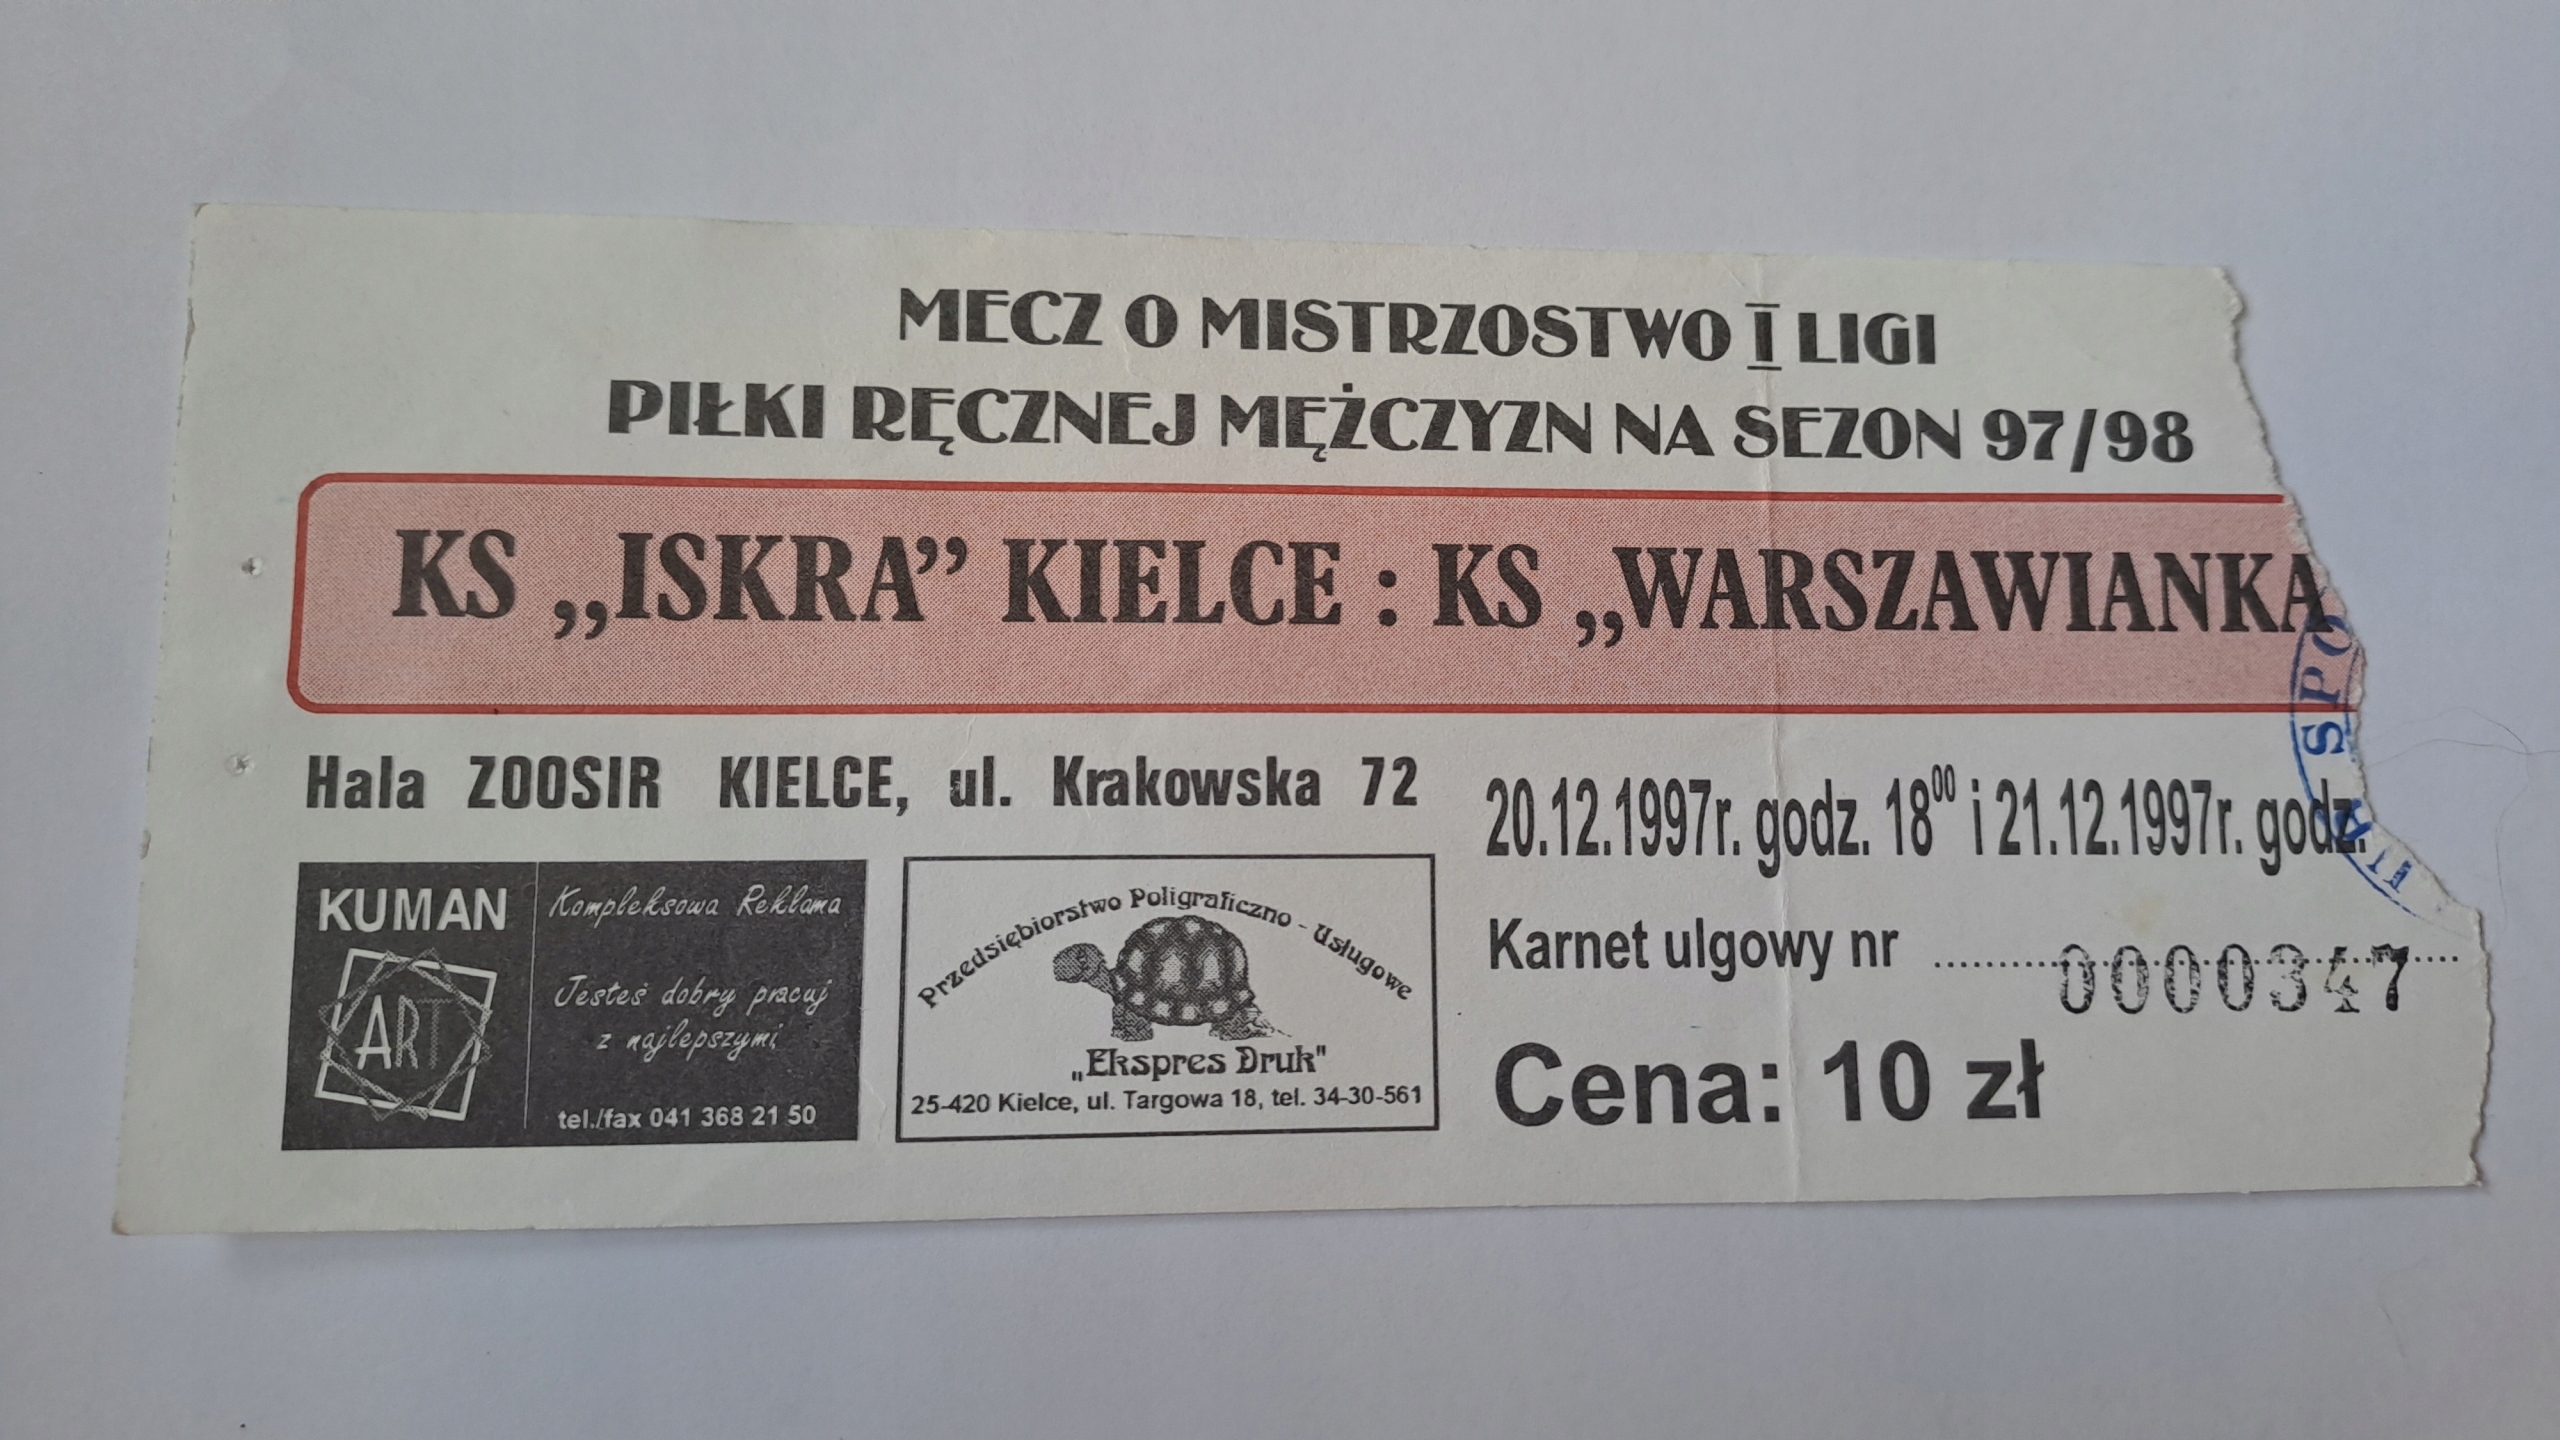 MECZ O MISTRZOSTWO I LIGI
PIŁKI RĘCZNEJ MĘŻCZYZN NA SEZON 97/98
KS „ISKRA” KIELCE : KS „WARSZAWIANKA
Hala ZOOSIR KIELCE, ul. Krakowska 72
20.12.1997r. godz. 18⁰⁰ i 21.12.1997r. godz.
KUMAN
ART
Kompleksowa Reklama
Jesteś dobry pracuj
z najlepszymi
tel./fax 041 368 21 50
Przedsiębiorstwo Poligraficzno - Usługowe
„Ekspres Druk"
25-420 Kielce, ul. Targowa 18, tel. 34-30-561
Karnet ulgowy nr ........................ 0000347
Cena: 10 zł
SPO